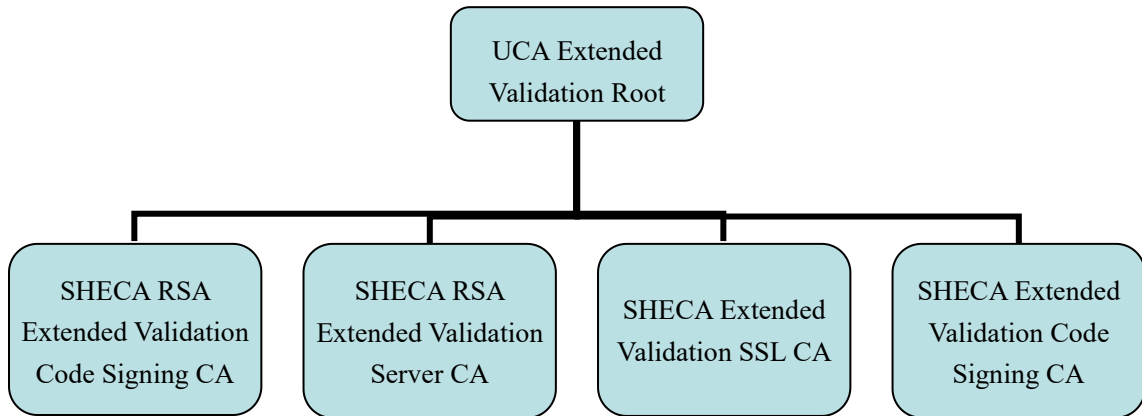 UCA Extended
Validation Root
SHECA RSA
Extended Validation
Code Signing CA
SHECA RSA
Extended Validation
Server CA
SHECA Extended
Validation SSL CA
SHECA Extended
Validation Code
Signing CA